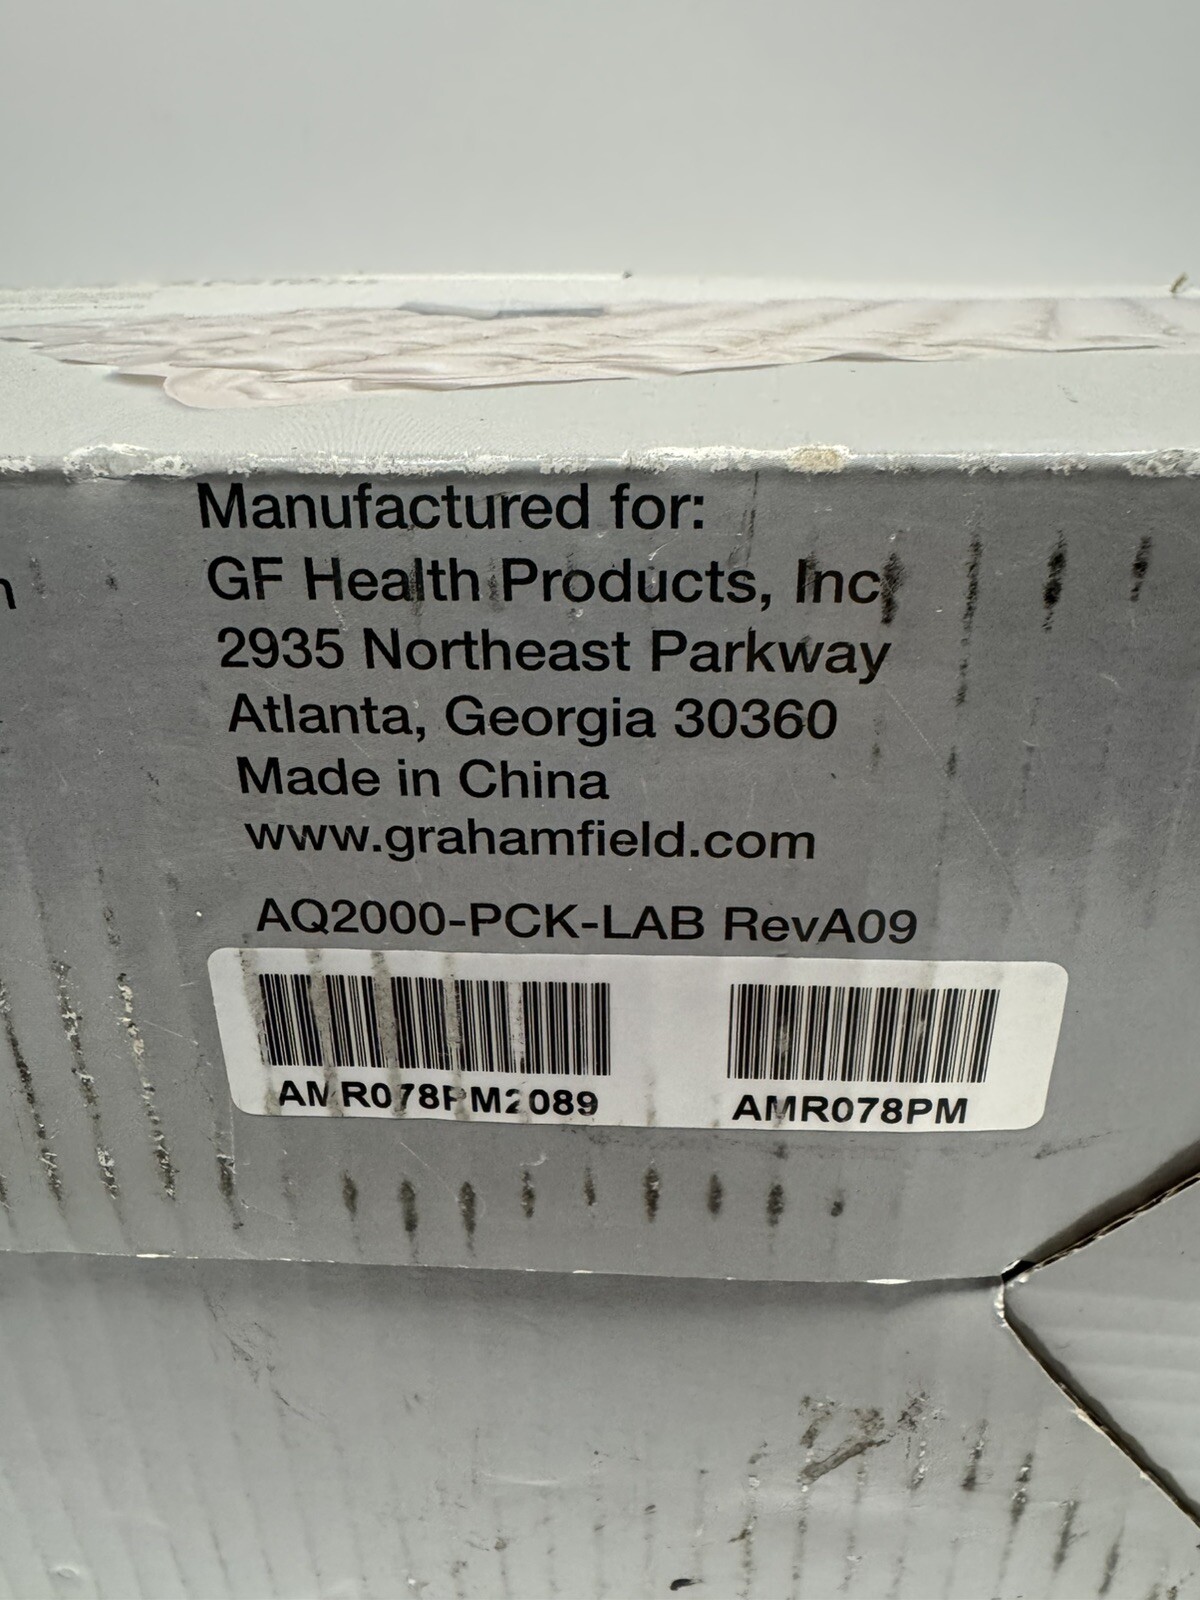 Manufactured for:
GF Health Products, Inc.
2935 Northeast Parkway
Atlanta, Georgia 30360
Made in China
www.grahamfield.com
AQ2000-PCK-LAB RevA09
AMR078PM2089
AMR078PM